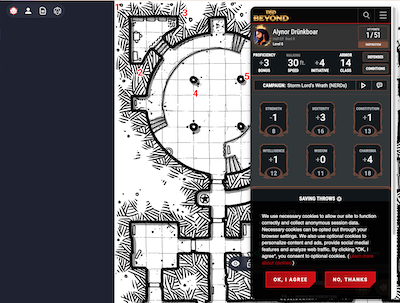 D&D
BEYOND
Alynor Drünkboar
Level 5
HIT POINTS
1/51
PROFICIENCY
+3
BONUS
WALKING
30 ft.
SPEED
+4
INITIATIVE
ARMOR
14
CLASS
DEFENSES
CONDITIONS
CAMPAIGN: Storm Lord's Wrath (NERDs)
STRENGTH
-1
8
DEXTERITY
+3
16
CONSTITUTION
+1
13
INTELLIGENCE
+1
12
WISDOM
+0
11
CHARISMA
+4
18
SAVING THROWS
We use necessary cookies to allow our site to function
correctly and collect anonymous session data.
Necessary cookies can be opted out through your
browser settings. We also use optional cookies to
personalize content and ads, provide social media
features and analyze web traffic. By clicking "OK, I
agree", you consent to optional cookies. (
OK, I AGREE
NO, THANKS
2
3
4
5